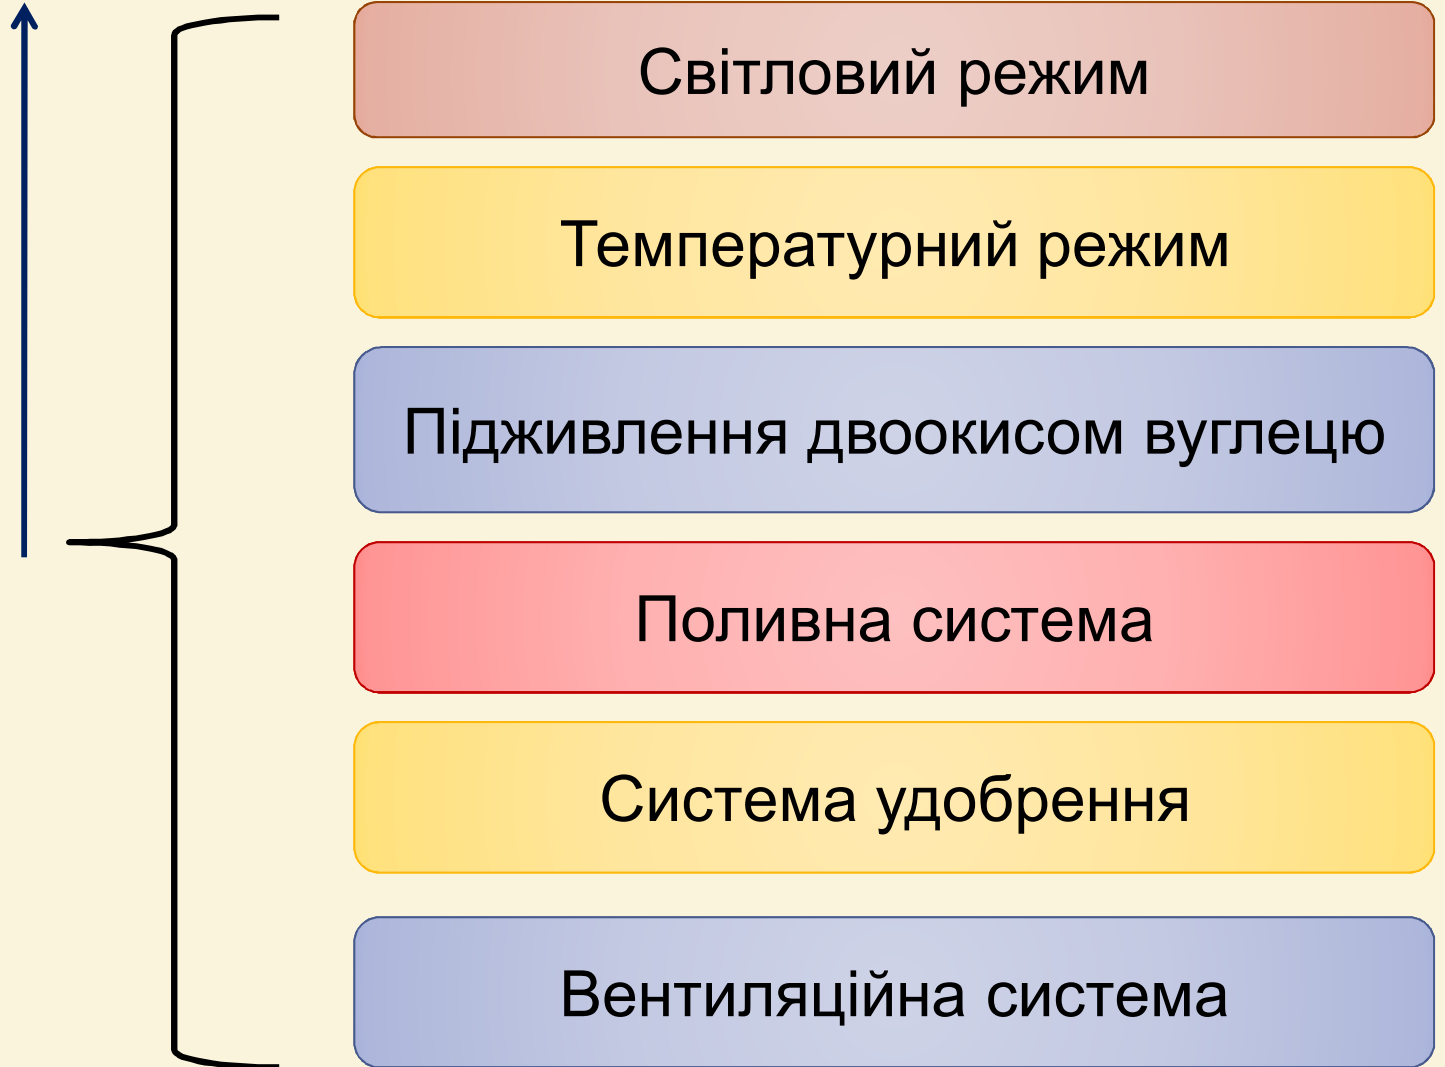 Світловий режим
Температурний режим
Підживлення двоокисом вуглецю
Поливна система
Система удобрення
Вентиляційна система